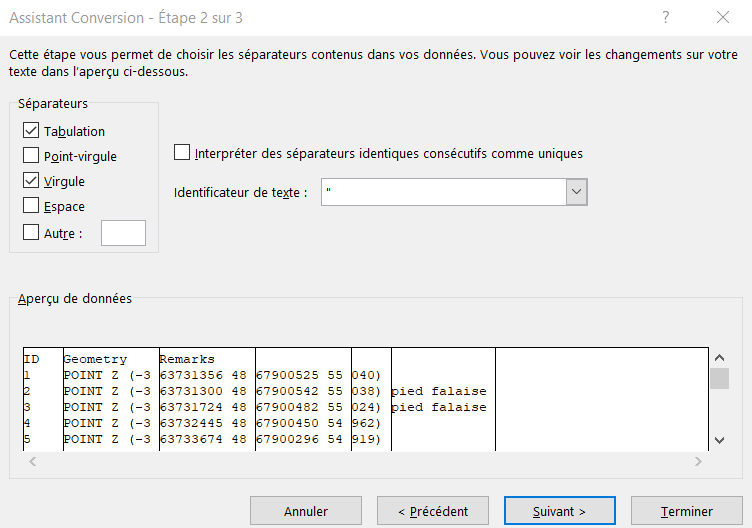 Assistant Conversion - Étape 2 sur 3
Cette étape vous permet de choisir les séparateurs contenus dans vos données. Vous pouvez voir les changements sur votre
texte dans l'aperçu ci-dessous.
Séparateurs
Tabulation
Point-virgule
Virgule
Espace
Autre :
Interpréter des séparateurs identiques consécutifs comme uniques
Identificateur de texte : "
Aperçu de données
ID Geometry Remarks
1 POINT Z (-3 63731356 48 67900525 55 040)
2 POINT Z (-3 63731300 48 67900542 55 038) pied falaise
3 POINT Z (-3 63731724 48 67900482 55 024) pied falaise
4 POINT Z (-3 63732445 48 67900450 54 962)
5 POINT Z (-3 63733674 48 67900296 54 919)
Annuler
< Précédent
Suivant >
Terminer